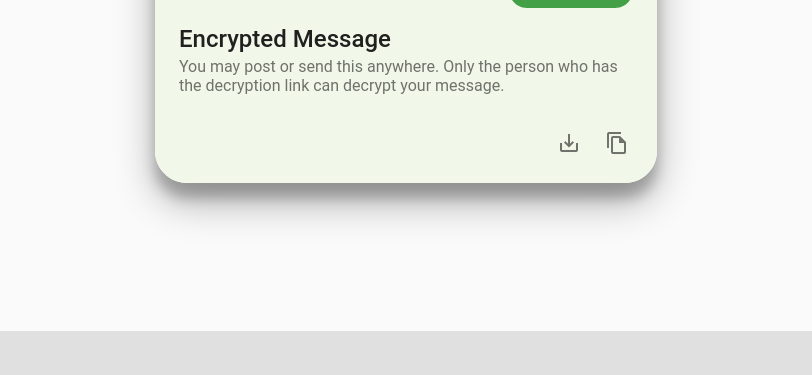 Encrypted Message
You may post or send this anywhere. Only the person who has
the decryption link can decrypt your message.